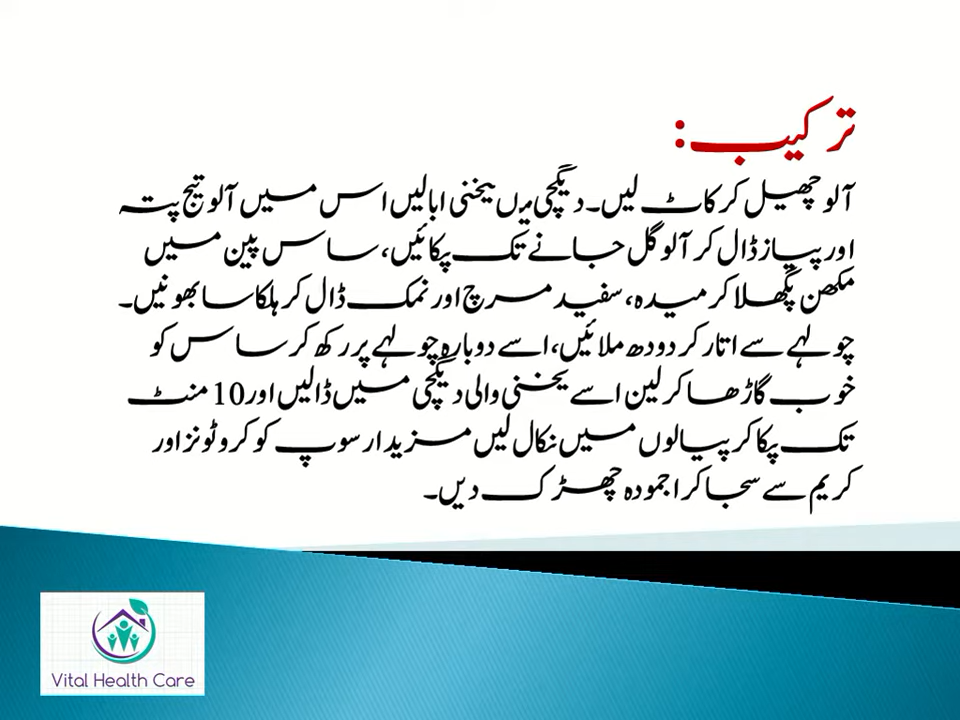 ترکیب:
آلو چھیل کر کاٹ لیں۔ دیگچی میں یخنی ابالیں اس میں آلو تیج پتہ
اور پیاز ڈال کر آلو گل جانے تک پکائیں، ساس پین میں
مکھن پگھلا کر میدہ، سفید مرچ اور نمک ڈال کر ہلکا سا بھونیں۔
چولہے سے اتار کر دودھ ملائیں، اسے دوبارہ چولہے پر رکھ کر ساس کو
خوب گاڑھا کر لین اسے یخنی والی دیگچی میں ڈالیں اور 10 منٹ
تک پکا کر پیالوں میں نکال لیں مزیدار سوپ کو کروٹونز اور
کریم سے سجا کر اجمودہ چھڑک دیں۔
Vital Health Care